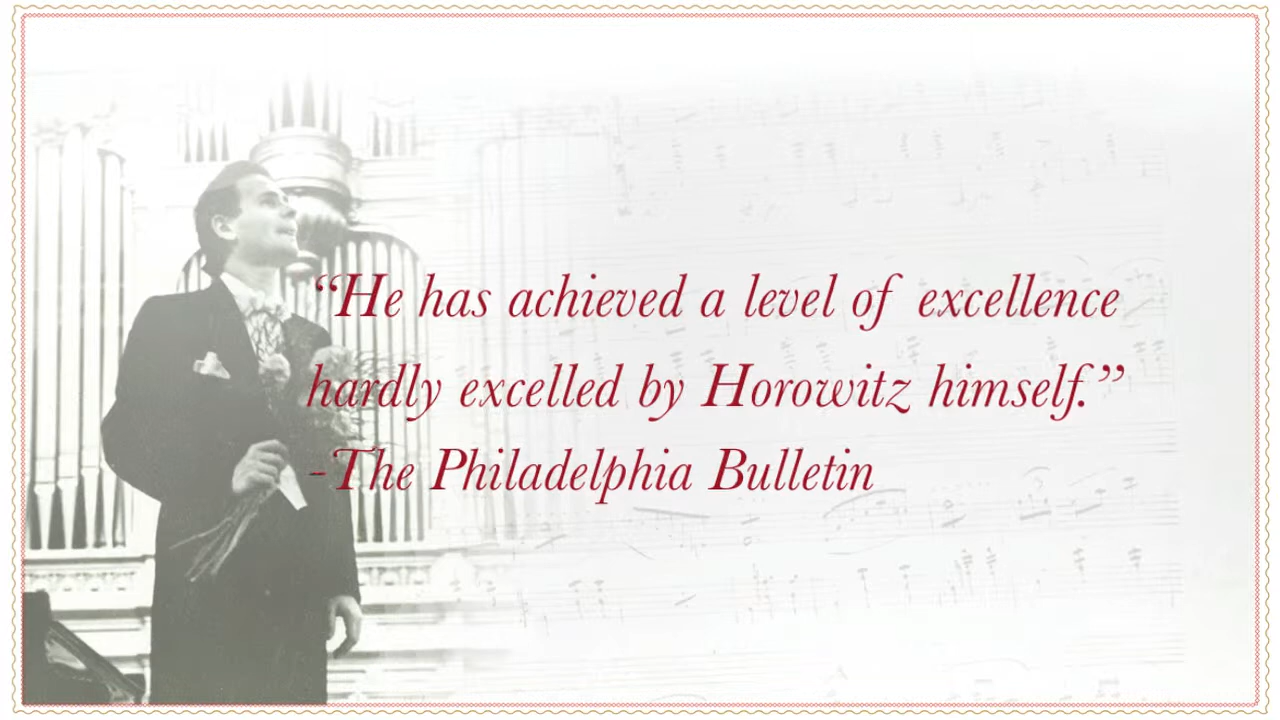 “He has achieved a level of excellence
hardly excelled by Horowitz himself.”
-The Philadelphia Bulletin